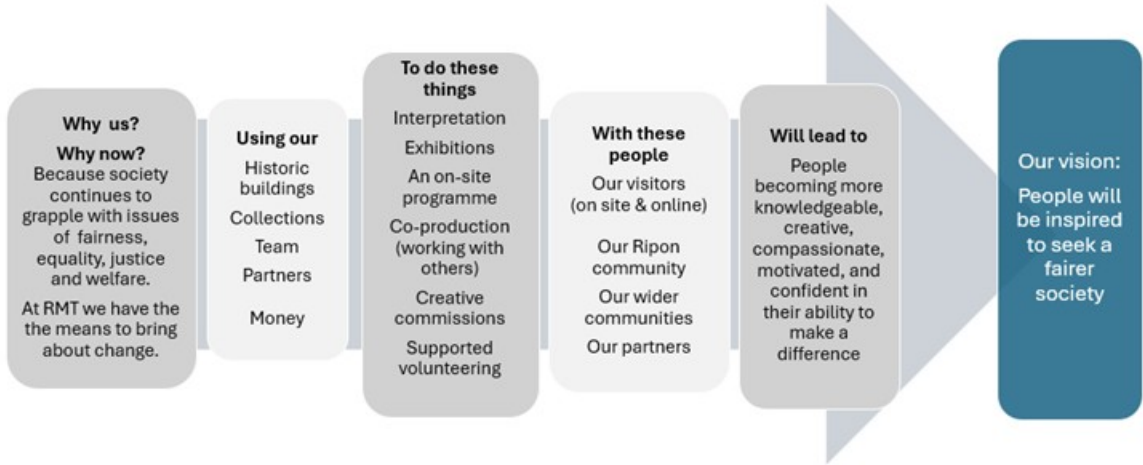 Why us?
Why now?
Because society
continues to
grapple with issues
of fairness,
equality, justice
and welfare.
At RMT we have the
the means to bring
about change.
Using our
Historic
buildings
Collections
Team
Partners
Money
To do these
things
Interpretation
Exhibitions
An on-site
programme
Co-production
(working with
others)
Creative
commissions
Supported
volunteering
With these
people
Our visitors
(on site & online)
Our Ripon
community
Our wider
communities
Our partners
Will lead to
People
becoming more
knowledgeable,
creative,
compassionate,
motivated, and
confident in
their ability to
make a
difference
Our vision:
People will
be inspired
to seek a
fairer
society